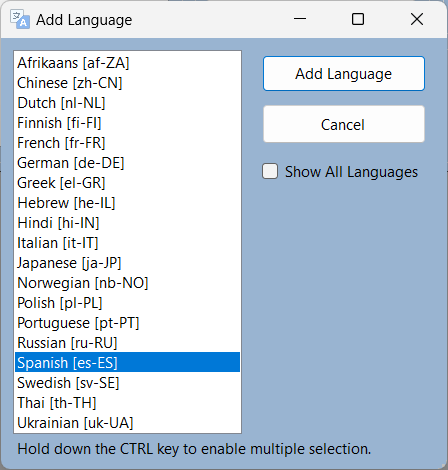 Add Language
Afrikaans [af-ZA]
Chinese [zh-CN]
Dutch [nl-NL]
Finnish [fi-FI]
French [fr-FR]
German [de-DE]
Greek [el-GR]
Hebrew [he-IL]
Hindi [hi-IN]
Italian [it-IT]
Japanese [ja-JP]
Norwegian [nb-NO]
Polish [pl-PL]
Portuguese [pt-PT]
Russian [ru-RU]
Spanish [es-ES]
Swedish [sv-SE]
Thai [th-TH]
Ukrainian [uk-UA]
Add Language
Cancel
Show All Languages
Hold down the CTRL key to enable multiple selection.